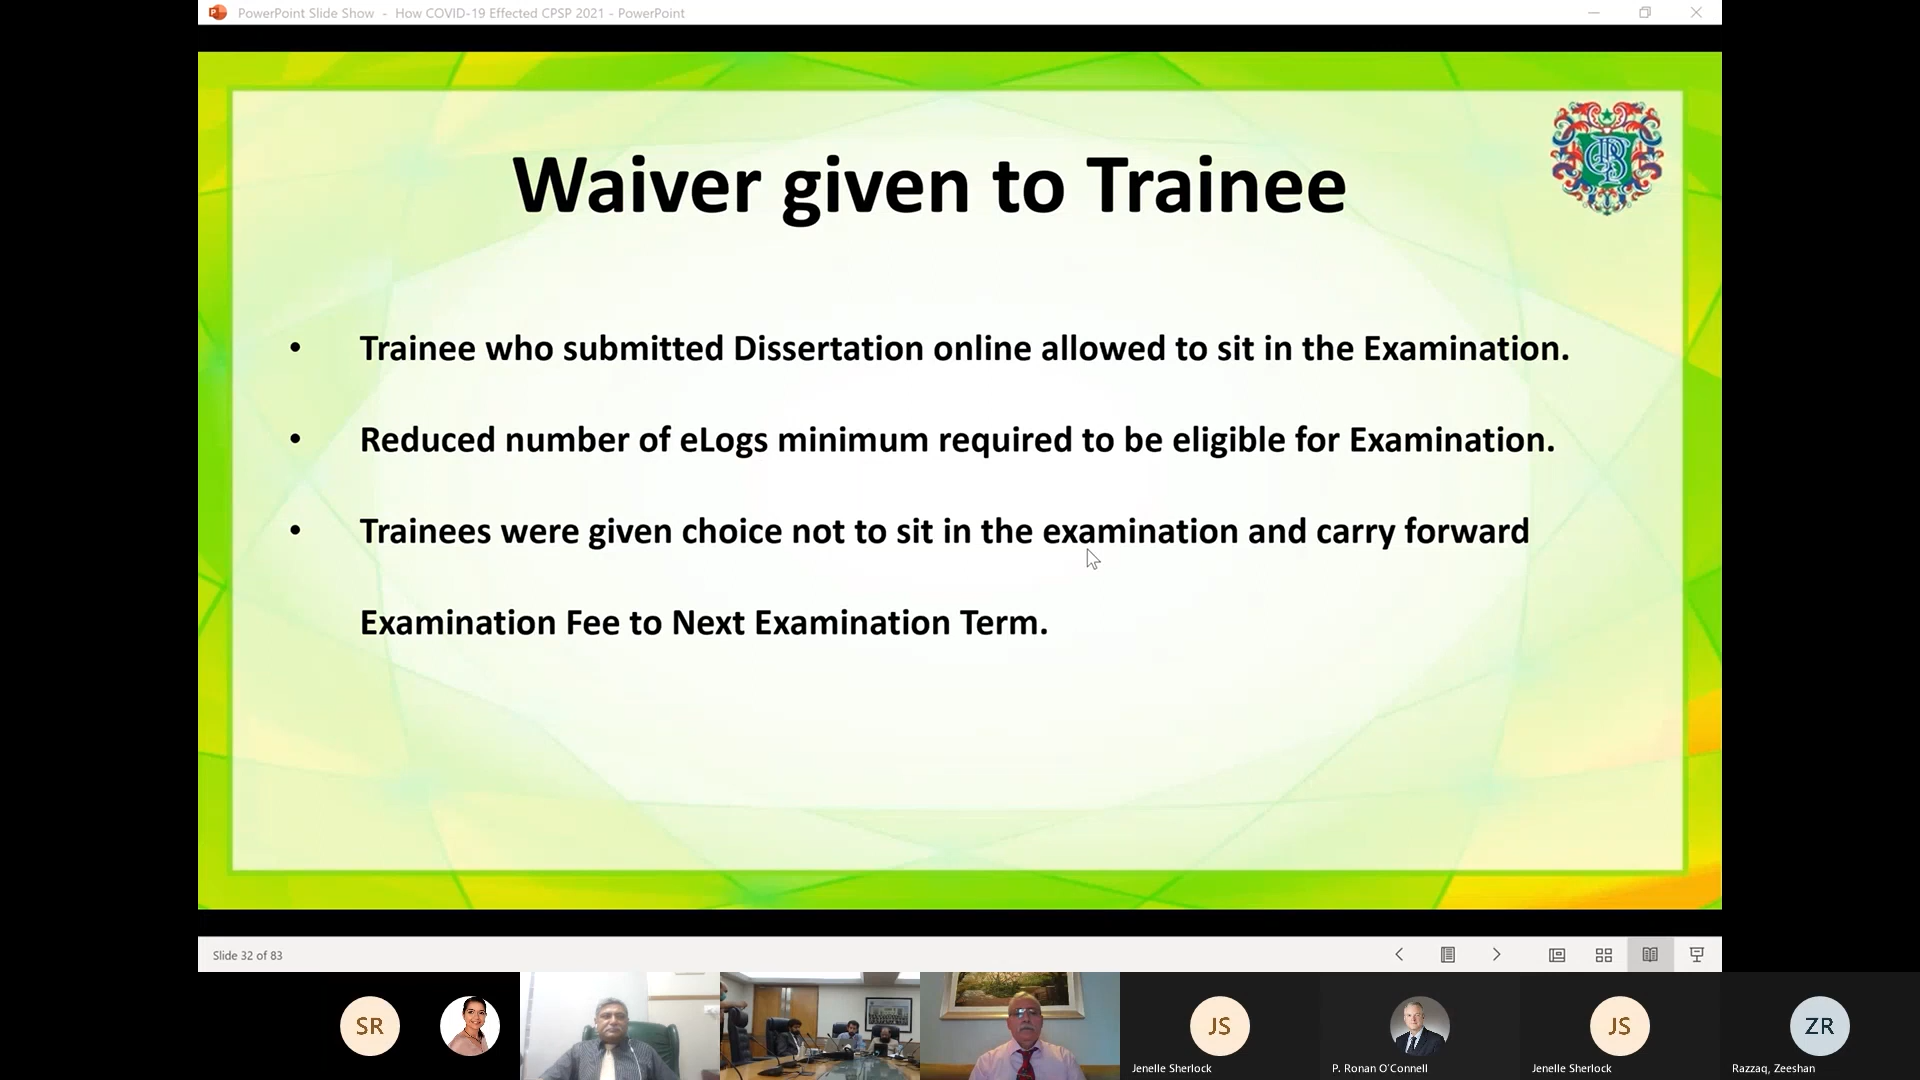 PowerPoint Slide Show - How COVID-19 Effected CPSP 2021 - PowerPoint
Waiver given to Trainee
• Trainee who submitted Dissertation online allowed to sit in the Examination.
• Reduced number of eLogs minimum required to be eligible for Examination.
• Trainees were given choice not to sit in the examination and carry forward
Examination Fee to Next Examination Term.
Slide 32 of 83
SR
JS
JS
ZR
Jenelle Sherlock
P. Ronan O'Connell
Jenelle Sherlock
Razzaq, Zeeshan